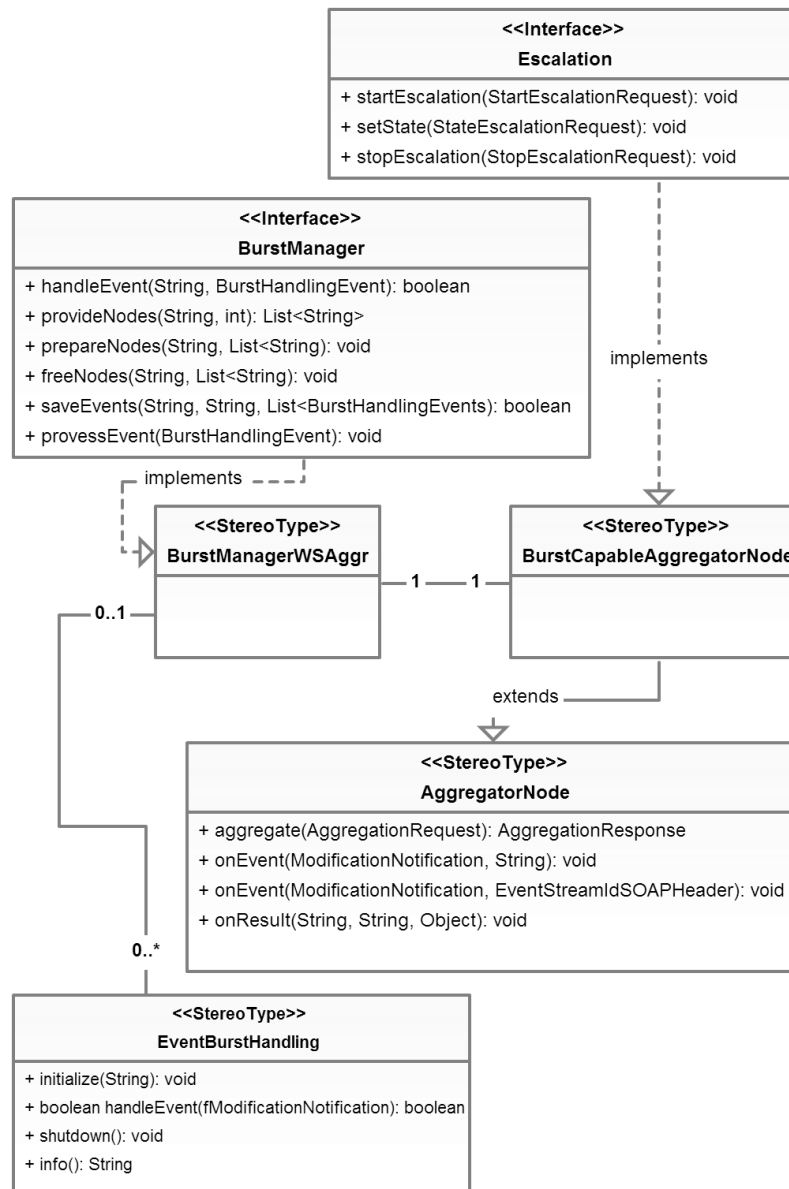 <<Interface>>
Escalation
+ startEscalation(StartEscalationRequest): void
+ setState(StateEscalationRequest): void
+ stopEscalation(StopEscalationRequest): void
<<Interface>>
BurstManager
+ handleEvent(String, BurstHandlingEvent): boolean
+ provideNodes(String, int): List<String>
+ prepareNodes(String, List<String): void
+ freeNodes(String, List<String): void
+ saveEvents(String, String, List<BurstHandlingEvents): boolean
+ provessEvent(BurstHandlingEvent): void
implements
implements
<<StereoType>>
BurstManagerWSAggr
<<StereoType>>
BurstCapableAggregatorNode
1
1
0..1
extends
<<StereoType>>
AggregatorNode
+ aggregate(AggregationRequest): AggregationResponse
+ onEvent(ModificationNotification, String): void
+ onEvent(ModificationNotification, EventStreamIdSOAPHeader): void
+ onResult(String, String, Object): void
0..*
<<StereoType>>
EventBurstHandling
+ initialize(String): void
+ boolean handleEvent(fModificationNotification): boolean
+ shutdown(): void
+ info(): String